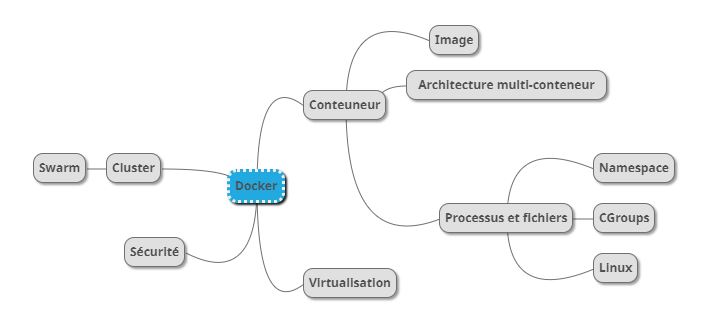 Image
Architecture multi-conteneur
Conteuneur
Swarm
Cluster
Namespace
Docker
Processus et fichiers
CGroups
Sécurité
Linux
Virtualisation